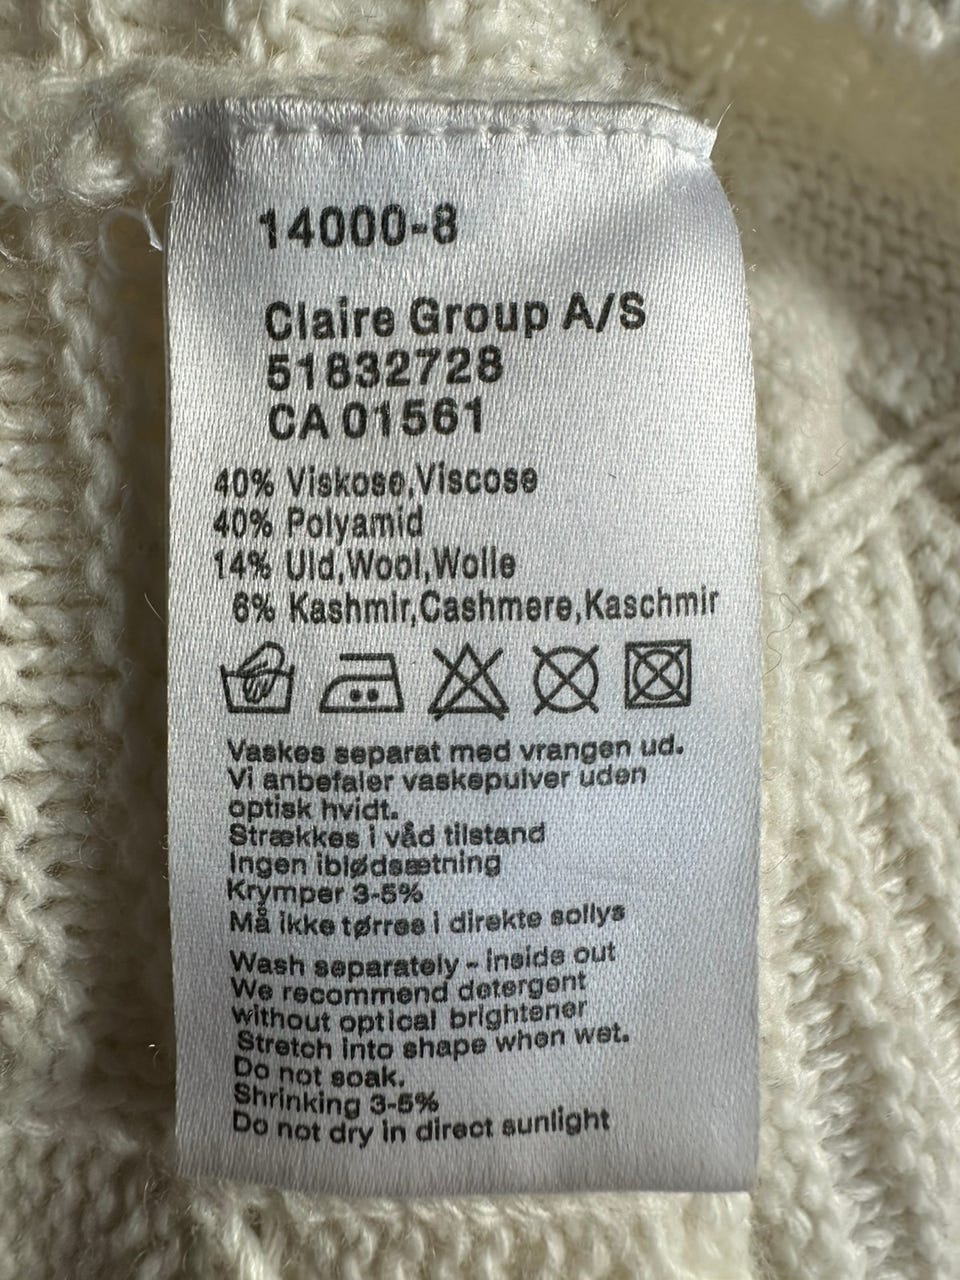 14000-8
Claire Group A/S
51832728
CA 01561
40% Viskose,Viscose
40% Polyamid
14% Uld,Wool,Wolle
6% Kashmir,Cashmere,Kaschmir
Vaskes separat med vrangen ud.
Vi anbefaler vaskepulver uden
optisk hvidt.
Strækkes i våd tilstand
Ingen iblødsætning
Krymper 3-5%
Må ikke tørres i direkte sollys
Wash separately - inside out
We recommend detergent
without optical brightener
Stretch into shape when wet.
Do not soak.
Shrinking 3-5%
Do not dry in direct sunlight